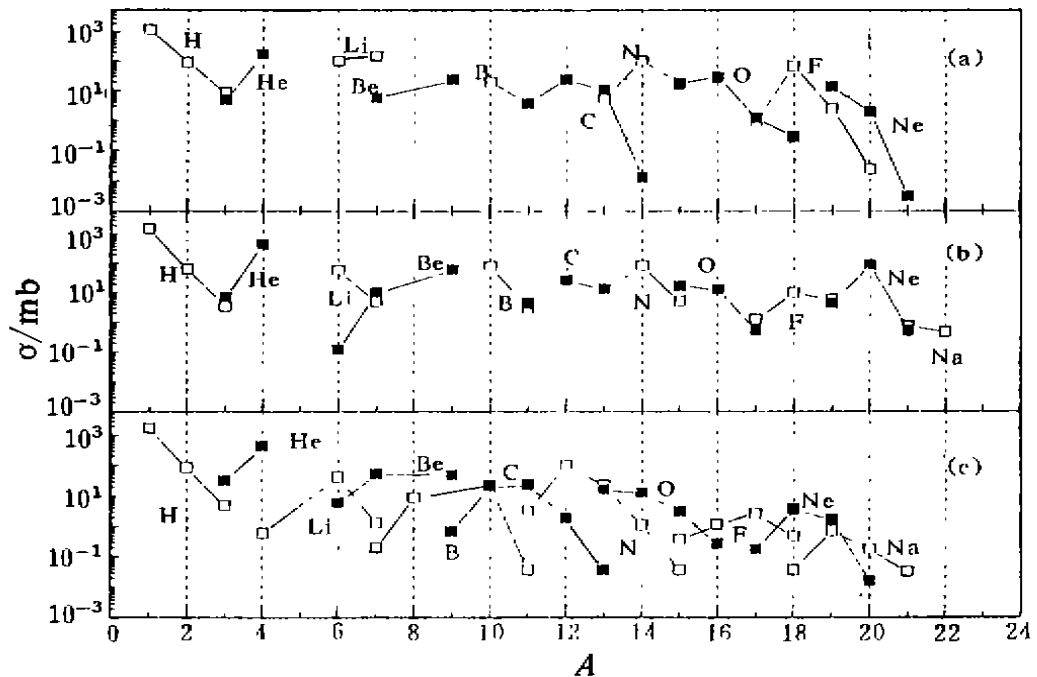 10³
10¹
10⁻¹
10⁻³
H
He
Li
Be
B
C
N
O
F
Ne
(a)
10³
10¹
10⁻¹
10⁻³
H
He
Li
Be
B
C
N
O
F
Ne
Na
(b)
10³
10¹
10⁻¹
10⁻³
H
He
Li
Be
B
C
N
O
F
Ne
Na
(c)
σ/mb
0 2 4 6 8 10 12 14 16 18 20 22 24
A